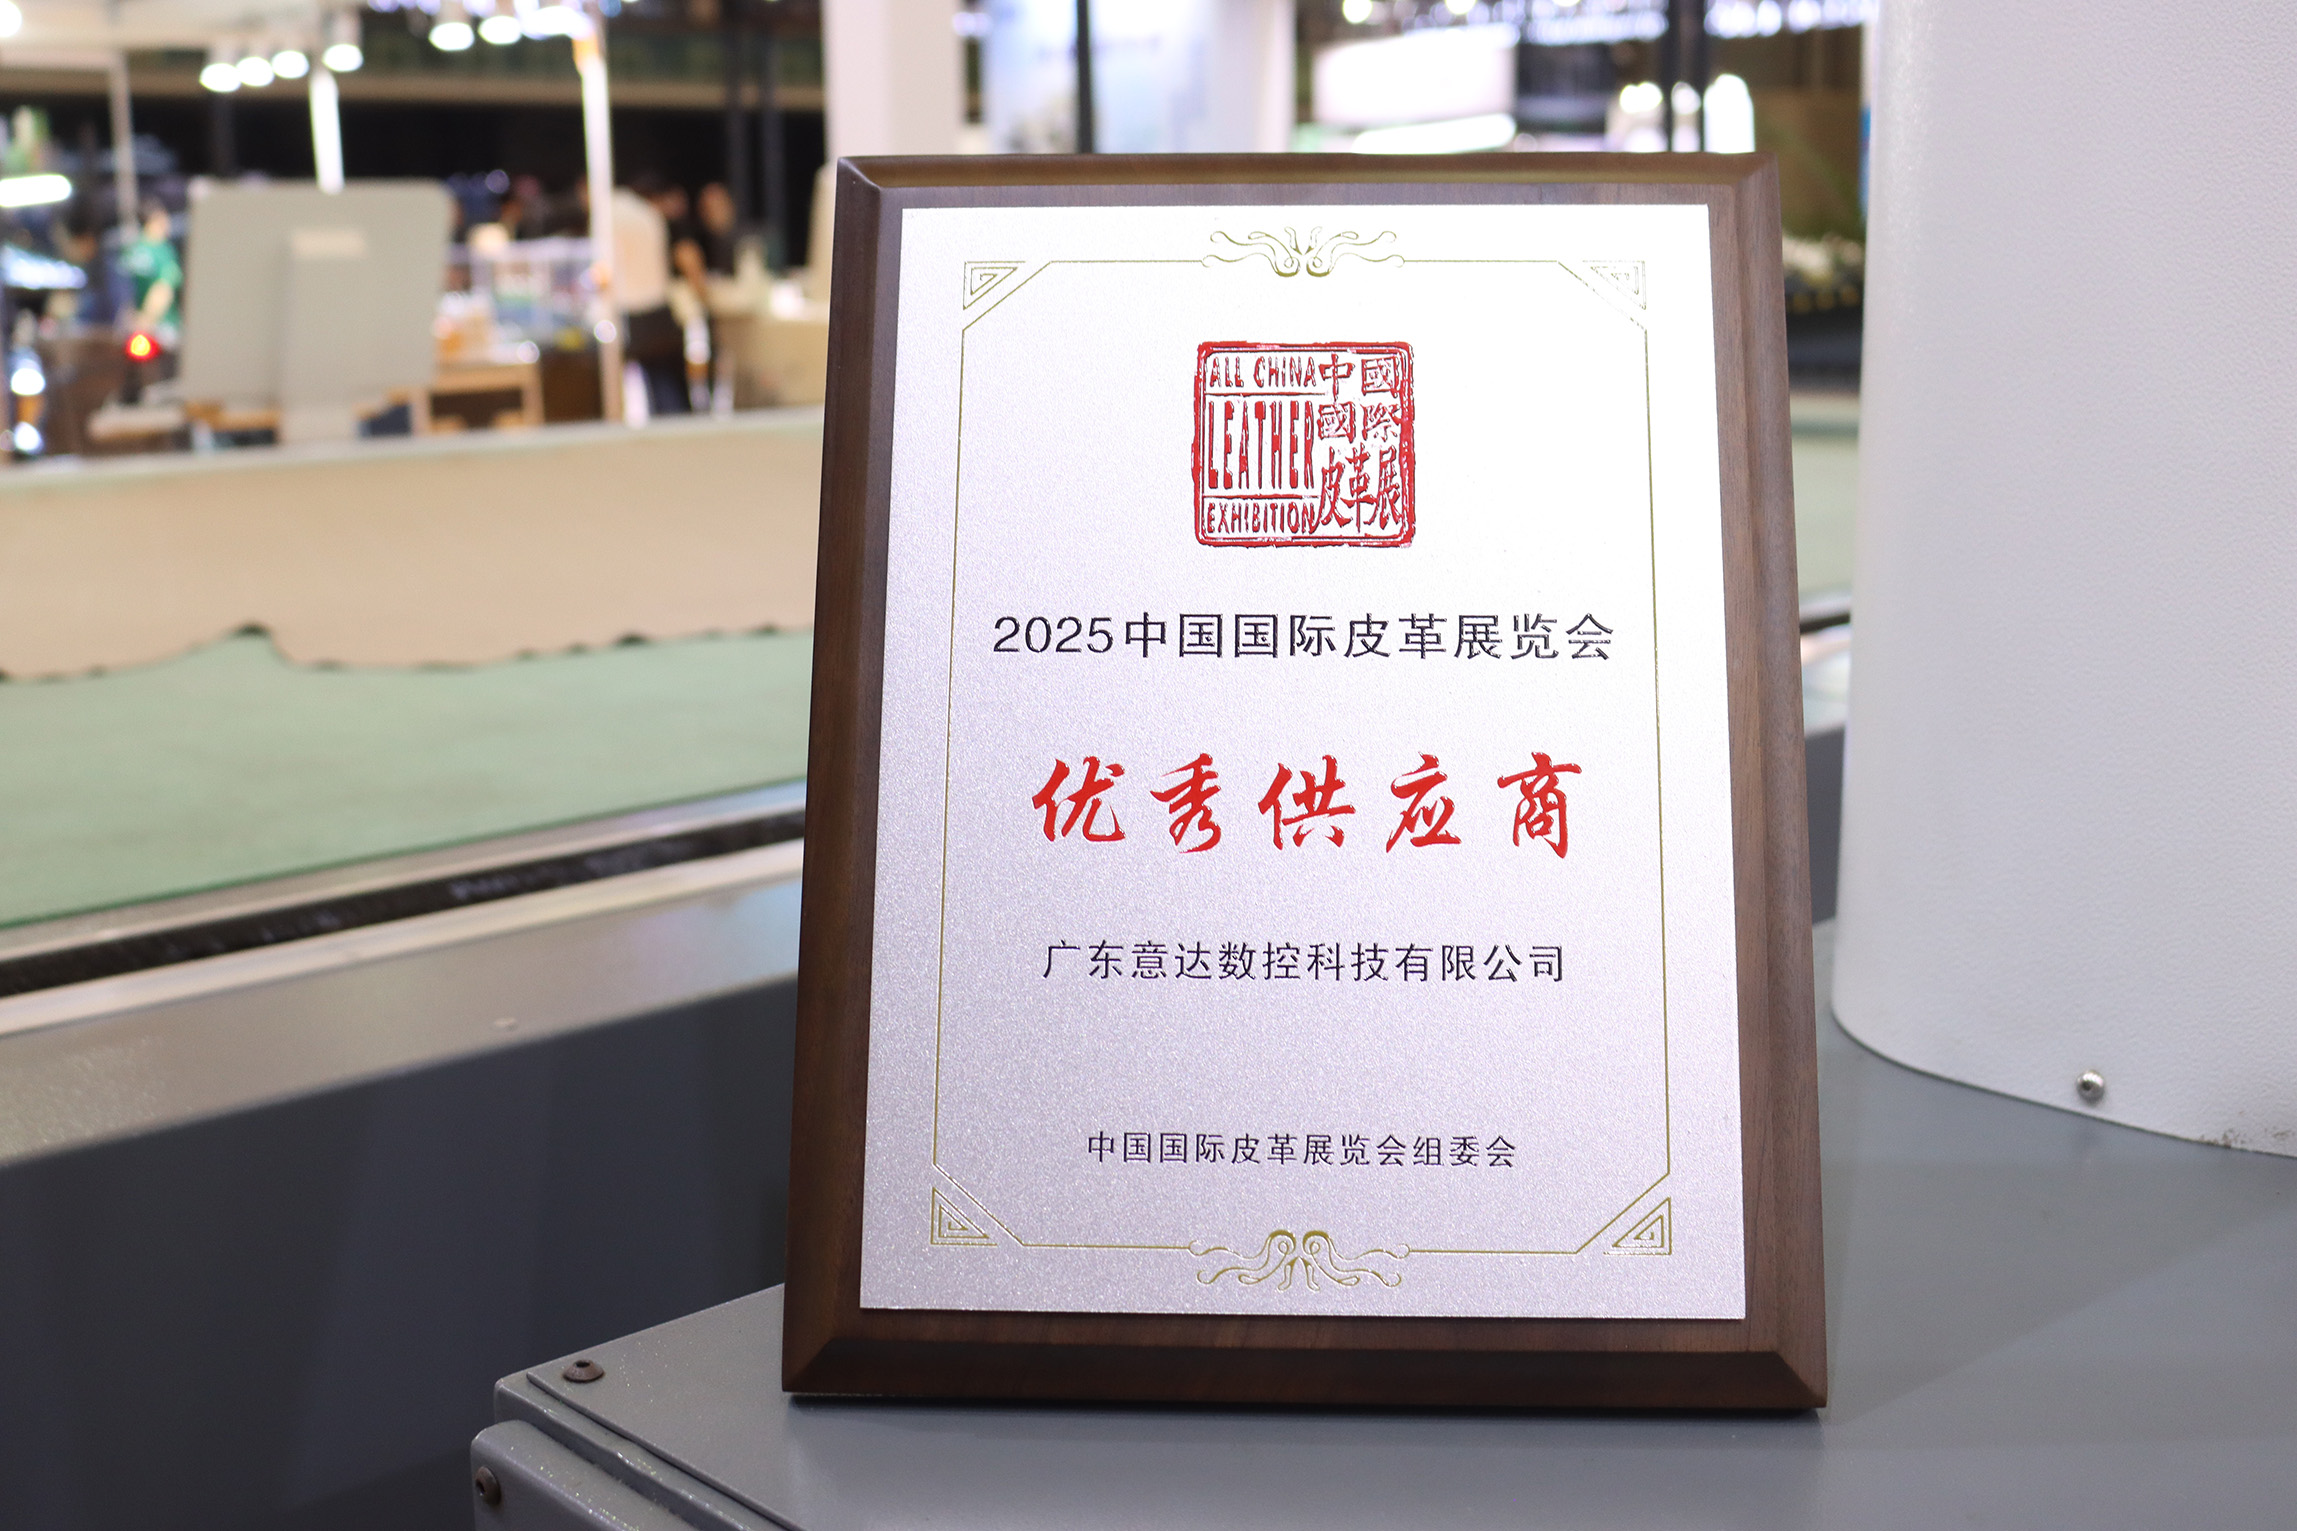 ALL CHINA
LEATHER
EXHIBITION
中國
國際
皮革展
2025中国国际皮革展览会
优秀供应商
广东意达数控科技有限公司
中国国际皮革展览会组委会